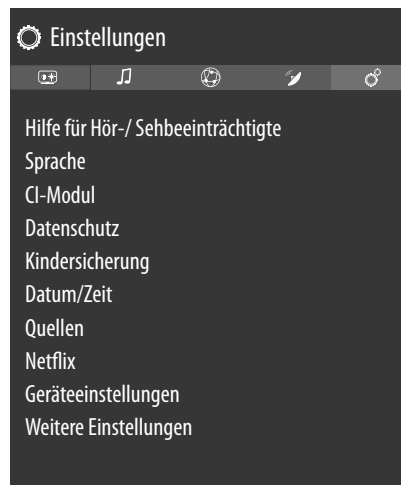 Einstellungen
Hilfe für Hör-/ Sehbeeinträchtigte
Sprache
CI-Modul
Datenschutz
Kindersicherung
Datum/Zeit
Quellen
Netflix
Geräteeinstellungen
Weitere Einstellungen